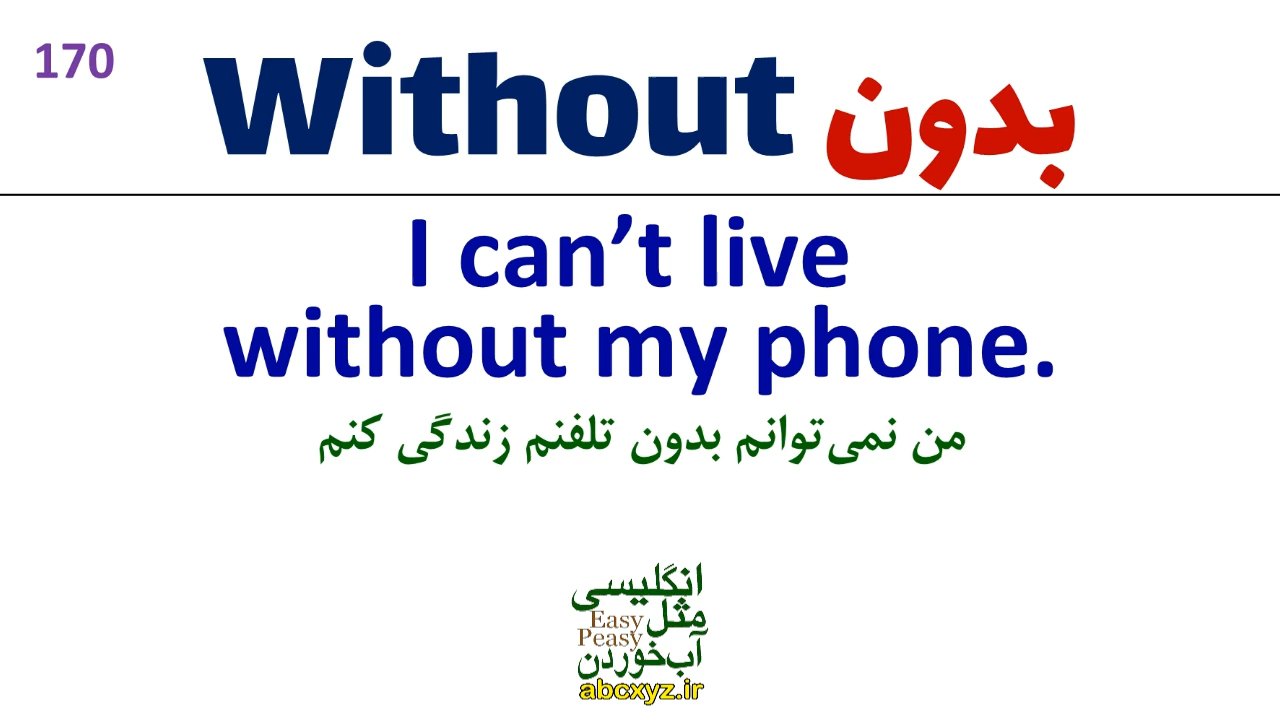 170
Without بدون
I can’t live
without my phone.
من نمی‌توانم بدون تلفنم زندگی کنم
انگلیسی
مثل
Easy
Peasy
آب‌خوردن
abcxyz.ir